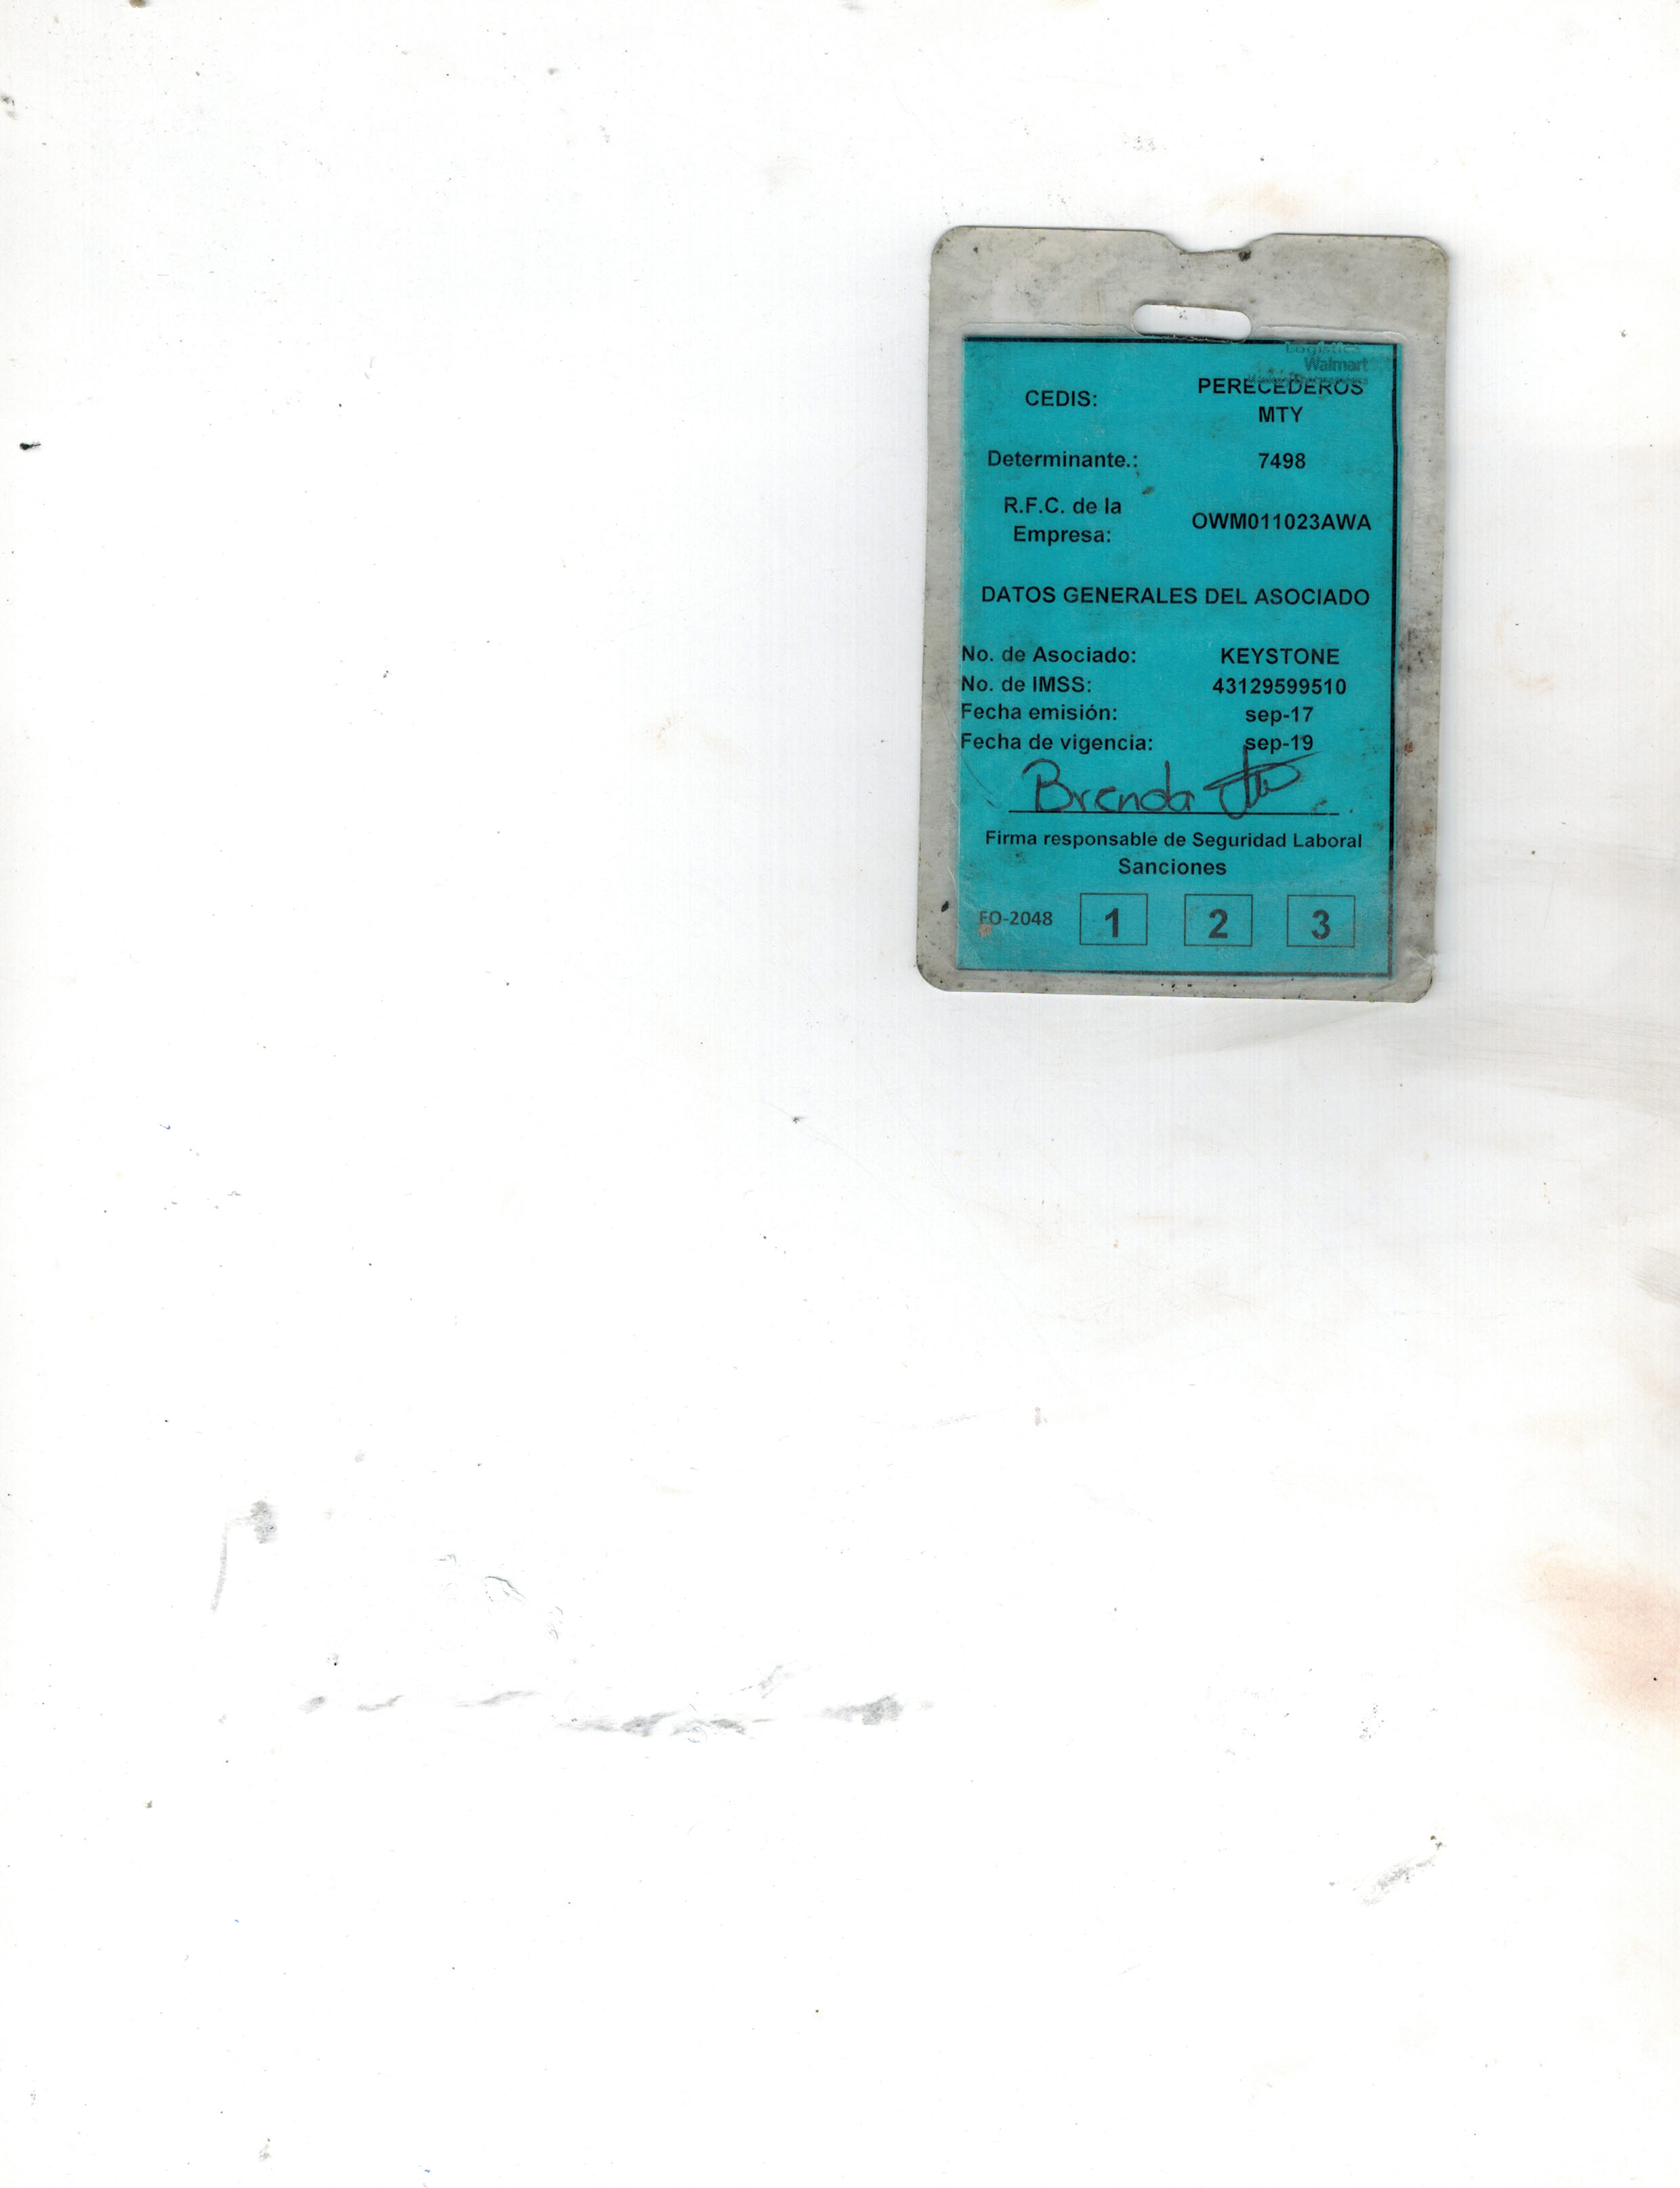 Logistica
Walmart
CEDIS: PERECEDEROS
MTY
Determinante.: 7498
R.F.C. de la
Empresa: OWM011023AWA
DATOS GENERALES DEL ASOCIADO
No. de Asociado: KEYSTONE
No. de IMSS: 43129599510
Fecha emisión: sep-17
Fecha de vigencia: sep-19
Brenda
Firma responsable de Seguridad Laboral
Sanciones
FO-2048 1 2 3